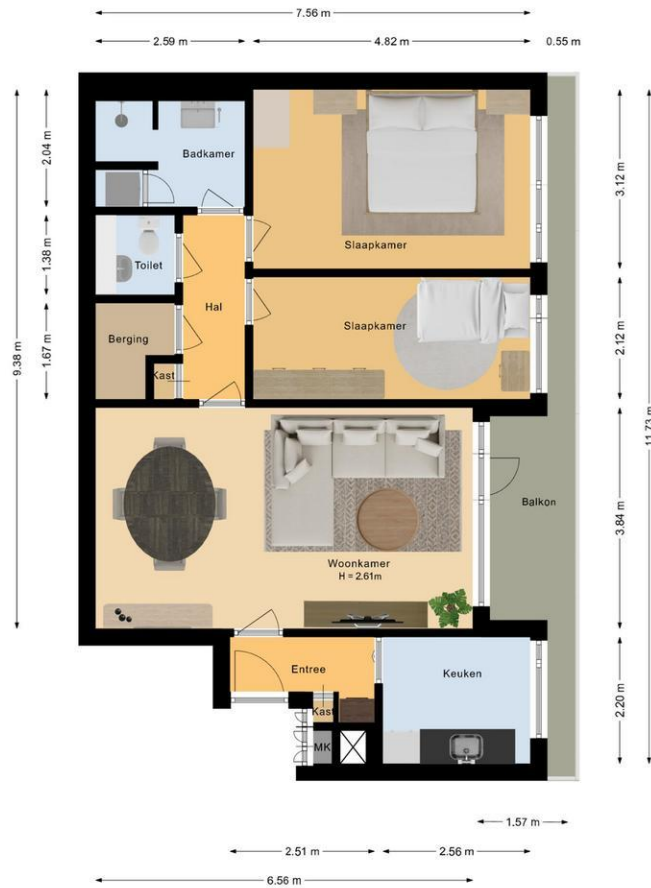 7.56 m
2.59 m
4.82 m
0.55 m
2.04 m
1.38 m
1.67 m
9.38 m
3.12 m
2.12 m
3.84 m
2.20 m
11.73 m
Badkamer
Slaapkamer
Toilet
Hal
Slaapkamer
Berging
Kast
Balkon
Woonkamer
H = 2.61m
Entree
Keuken
Kast
MK
1.57 m
2.51 m
2.56 m
6.56 m